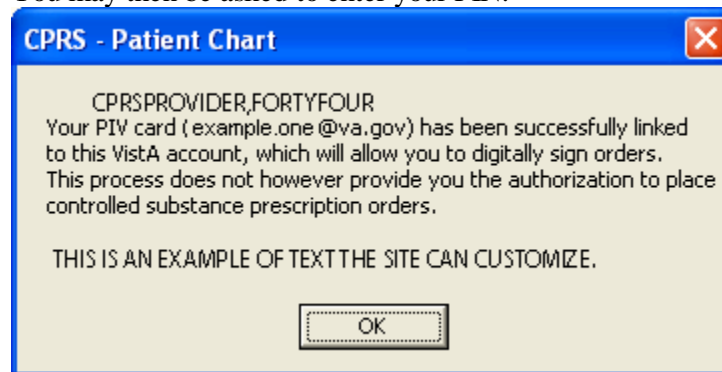 You may then be asked to enter your PIN.
CPRS - Patient Chart
CPRSPROVIDER,FORTYFOUR
Your PIV card (example.one@va.gov) has been successfully linked
to this VistA account, which will allow you to digitally sign orders.
This process does not however provide you the authorization to place
controlled substance prescription orders.
THIS IS AN EXAMPLE OF TEXT THE SITE CAN CUSTOMIZE.
OK